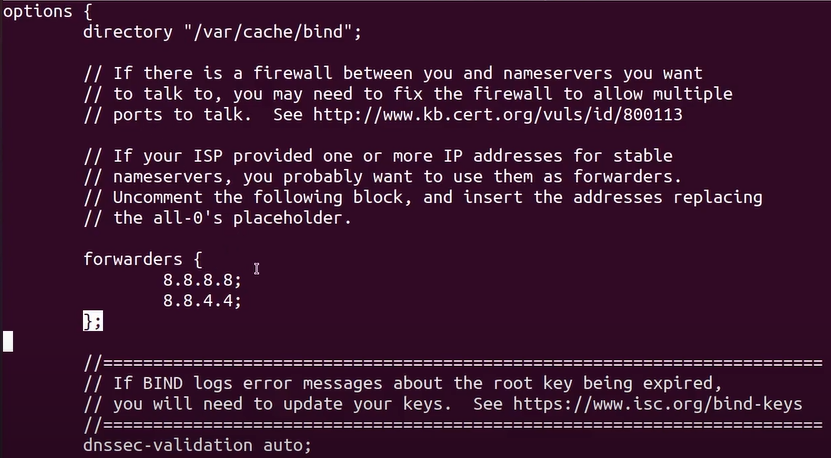 options {
directory "/var/cache/bind";
// If there is a firewall between you and nameservers you want
// to talk to, you may need to fix the firewall to allow multiple
// ports to talk.  See http://www.kb.cert.org/vuls/id/800113
// If your ISP provided one or more IP addresses for stable
// nameservers, you probably want to use them as forwarders.
// Uncomment the following block, and insert the addresses replacing
// the all-0's placeholder.
forwarders {
8.8.8.8;
8.8.4.4;
};
//========================================================================
// If BIND logs error messages about the root key being expired,
// you will need to update your keys.  See https://www.isc.org/bind-keys
//========================================================================
dnssec-validation auto;